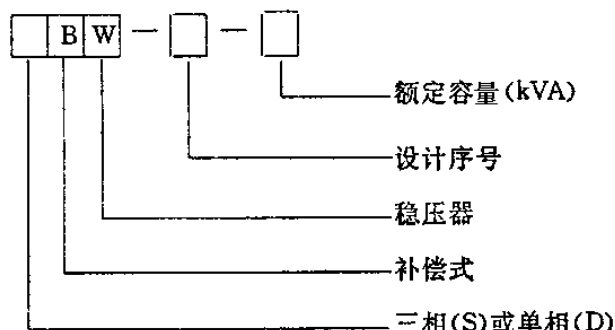 B W — —
额定容量(kVA)
设计序号
稳压器
补偿式
三相(S)或单相(D)